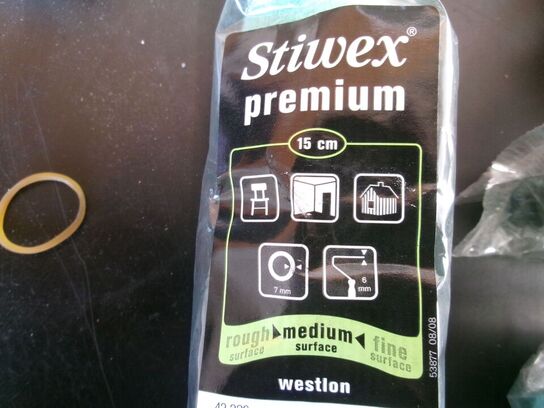 Stiwex®
premium
15 cm
7 mm
6
mm
rough medium fine
surface surface surface
westlon
53877 08/08